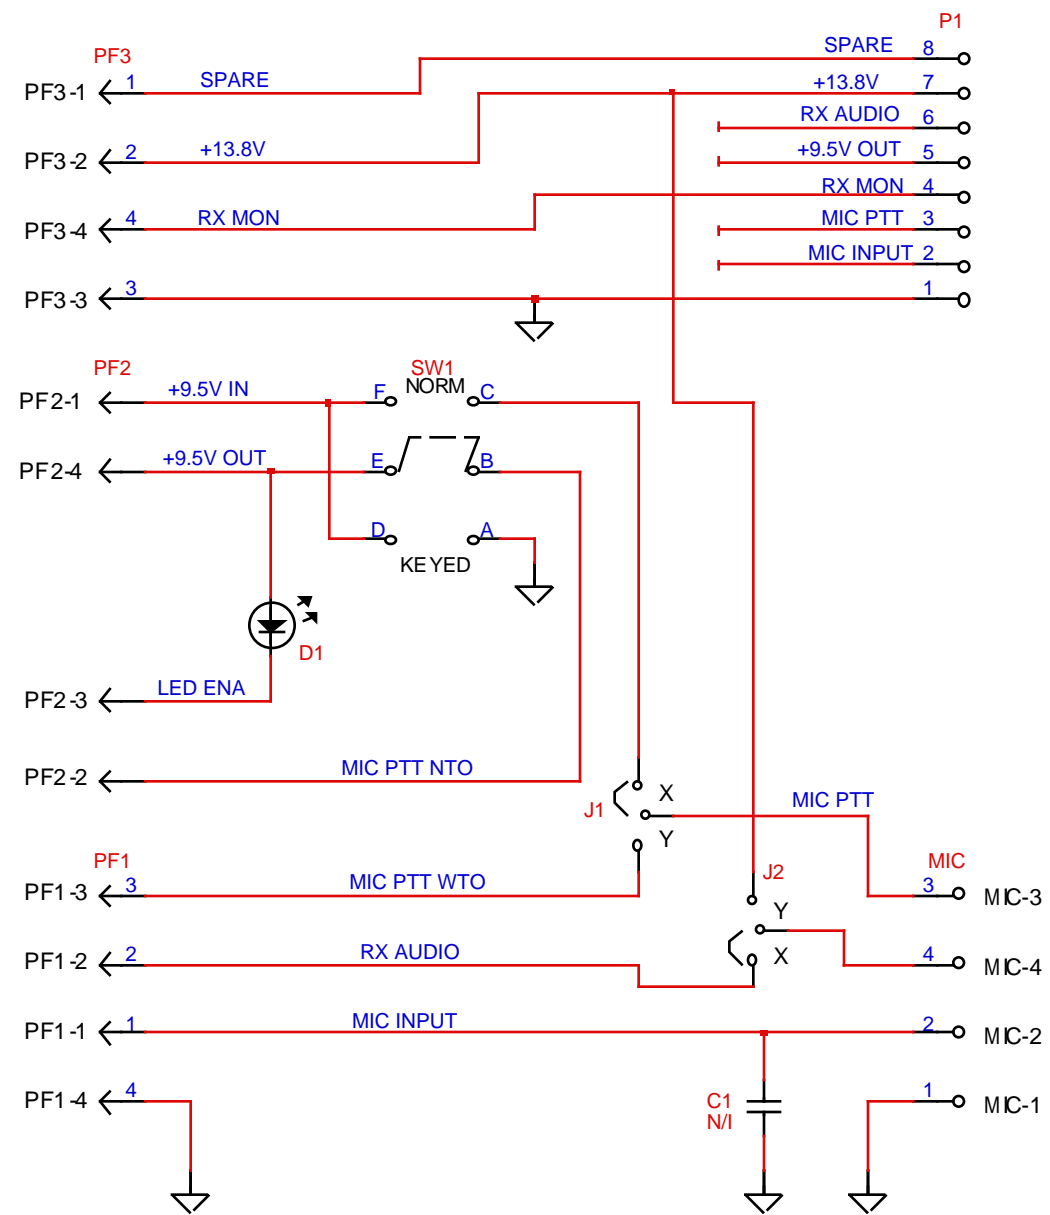 P1
PF3
SPARE 8
PF3-1 1 SPARE
+13.8V 7
RX AUDIO 6
PF3-2 2 +13.8V
+9.5V OUT 5
RX MON 4
PF3-4 4 RX MON
MIC PTT 3
MIC INPUT 2
PF3-3 3
1
PF2
SW1
NORM
PF2-1 +9.5V IN F C
PF2-4 +9.5V OUT E B
D A
KEYED
D1
PF2-3 LED ENA
PF2-2 MIC PTT NTO
X
J1
MIC PTT
Y
PF1
MIC
J2
PF1-3 3 MIC PTT WTO
3 MIC-3
Y
PF1-2 2 RX AUDIO
X
4 MIC-4
PF1-1 1 MIC INPUT
2 MIC-2
PF1-4 4
C1
N/I
1 MIC-1